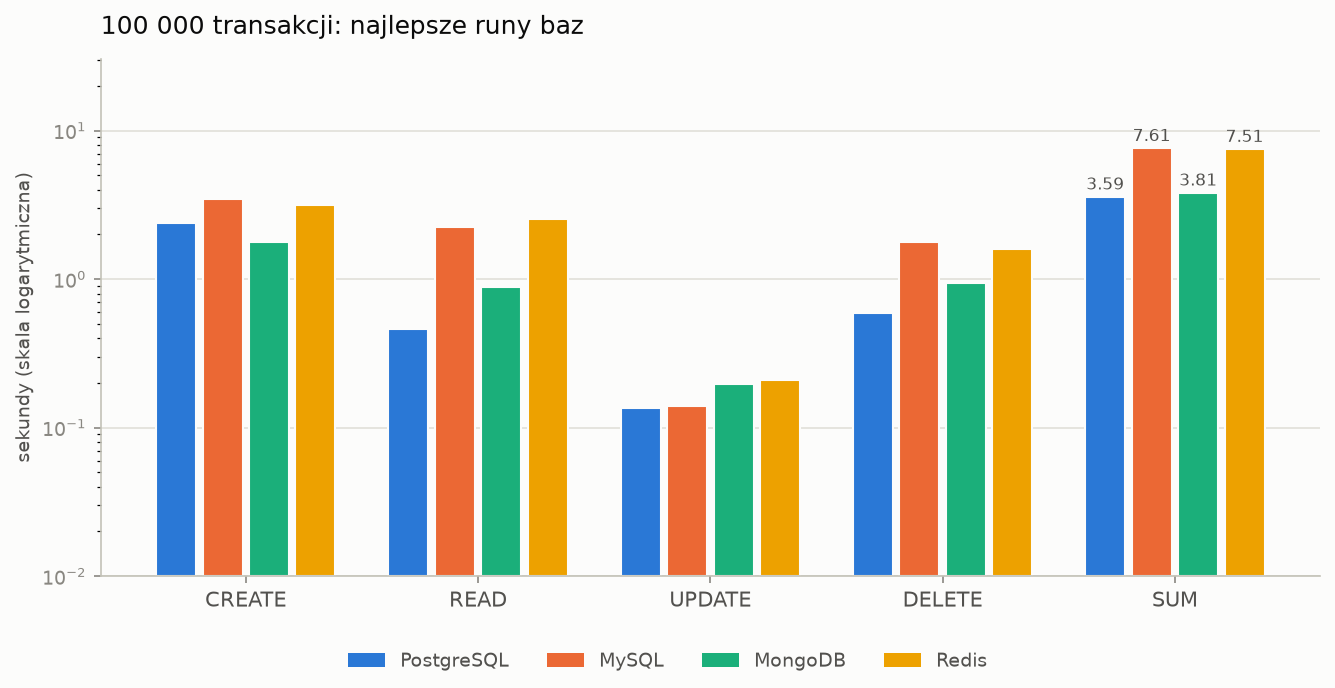 100 000 transakcji: najlepsze runy baz
sekundy (skala logarytmiczna)
10¹
10⁰
10⁻¹
10⁻²
3.59
7.61
3.81
7.51
CREATE
READ
UPDATE
DELETE
SUM
PostgreSQL
MySQL
MongoDB
Redis